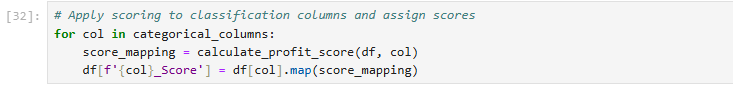 [32]: # Apply scoring to classification columns and assign scores
for col in categorical_columns:
    score_mapping = calculate_profit_score(df, col)
    df[f'{col}_Score'] = df[col].map(score_mapping)